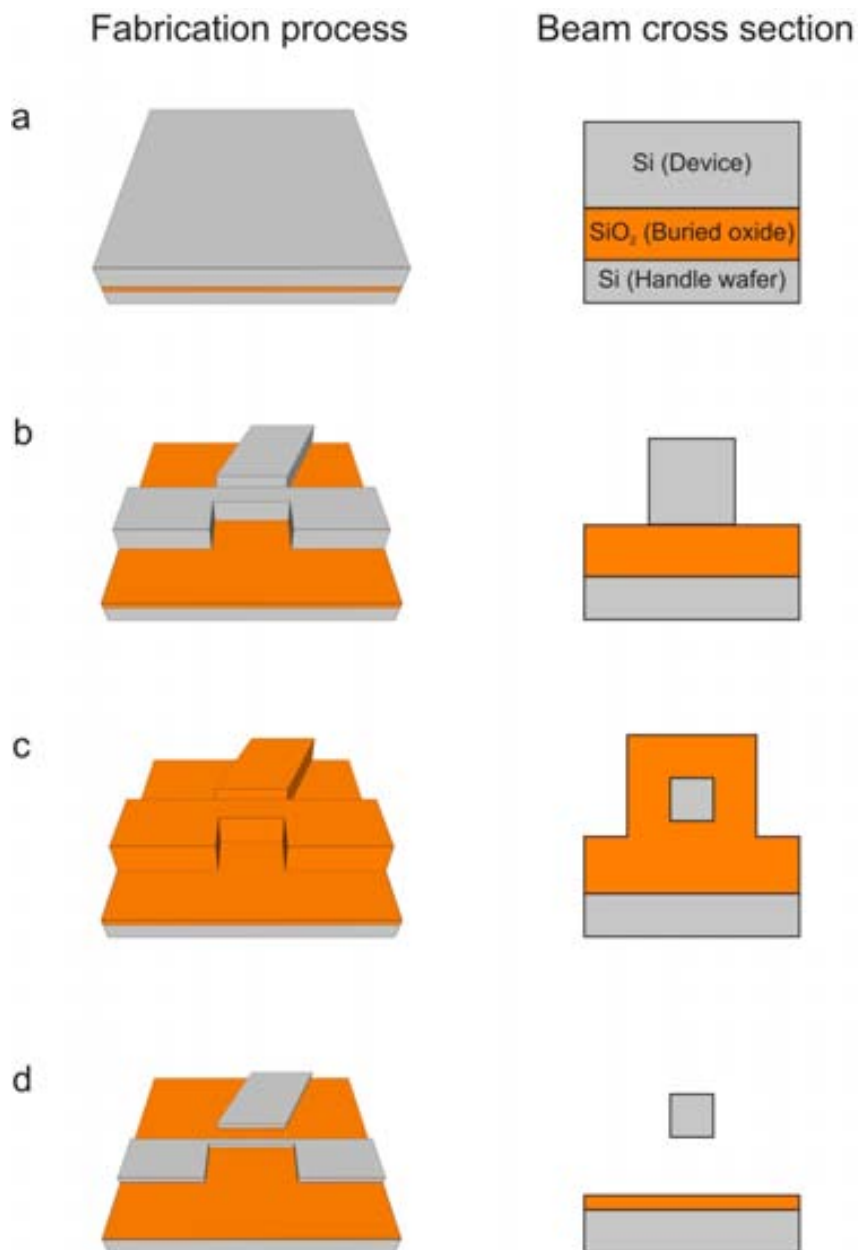 Fabrication process
Beam cross section
a
Si (Device)
SiO₂ (Buried oxide)
Si (Handle wafer)
b
c
d